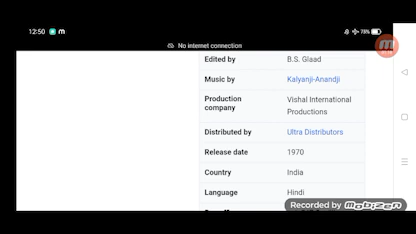 12:50
78%
No internet connection
Edited by B.S. Glaad
Music by Kalyanji-Anandji
Production Vishal International
company Productions
Distributed by Ultra Distributors
Release date 1970
Country India
Language Hindi
Recorded by mobizen